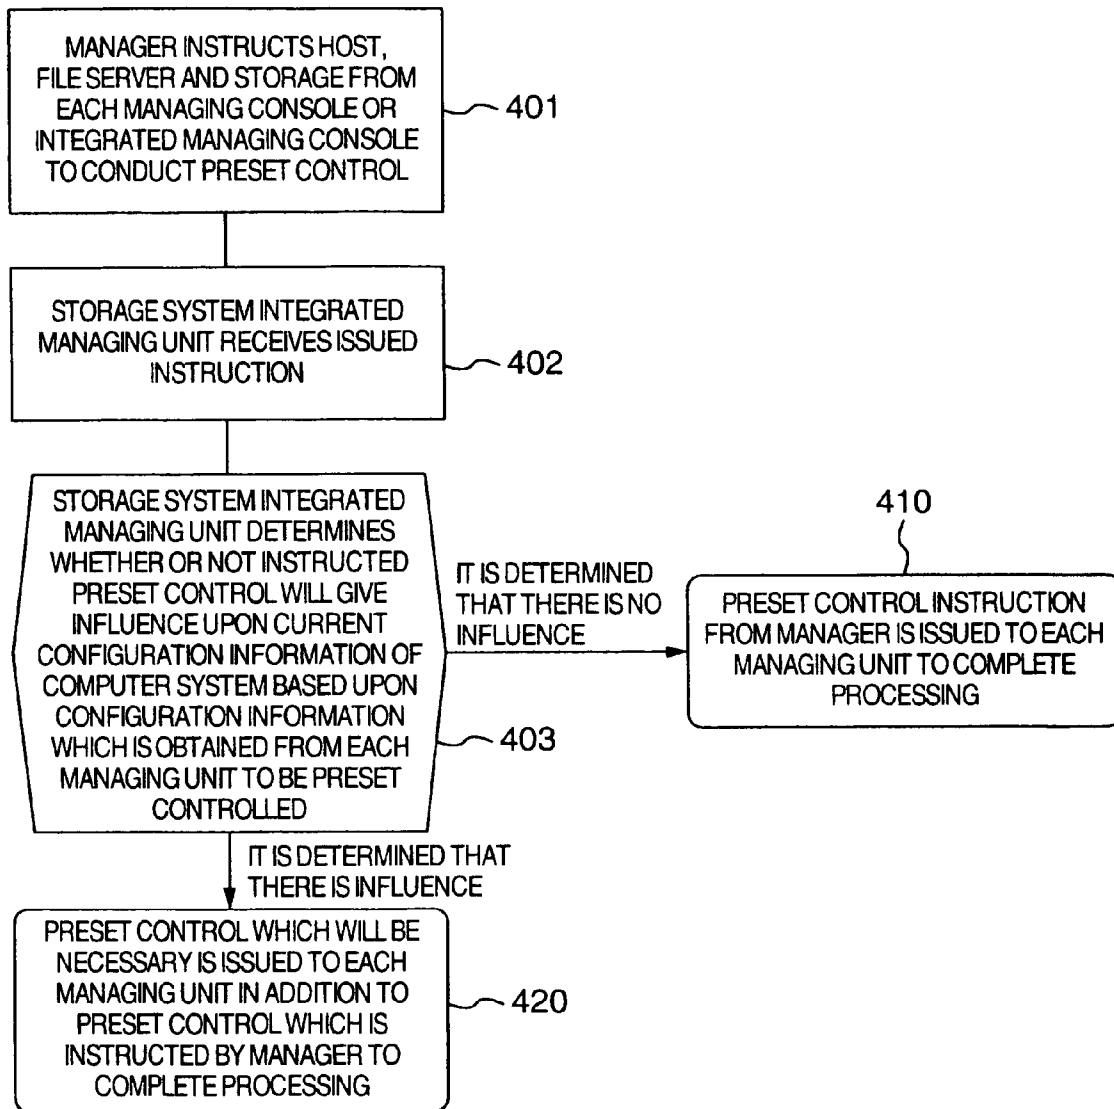 MANAGER INSTRUCTS HOST,
FILE SERVER AND STORAGE FROM
EACH MANAGING CONSOLE OR
INTEGRATED MANAGING CONSOLE
TO CONDUCT PRESET CONTROL
401
STORAGE SYSTEM INTEGRATED
MANAGING UNIT RECEIVES ISSUED
INSTRUCTION
402
STORAGE SYSTEM INTEGRATED
MANAGING UNIT DETERMINES
WHETHER OR NOT INSTRUCTED
PRESET CONTROL WILL GIVE
INFLUENCE UPON CURRENT
CONFIGURATION INFORMATION OF
COMPUTER SYSTEM BASED UPON
CONFIGURATION INFORMATION
WHICH IS OBTAINED FROM EACH
MANAGING UNIT TO BE PRESET
CONTROLLED
403
IT IS DETERMINED
THAT THERE IS NO
INFLUENCE
410
PRESET CONTROL INSTRUCTION
FROM MANAGER IS ISSUED TO EACH
MANAGING UNIT TO COMPLETE
PROCESSING
IT IS DETERMINED THAT
THERE IS INFLUENCE
PRESET CONTROL WHICH WILL BE
NECESSARY IS ISSUED TO EACH
MANAGING UNIT IN ADDITION TO
PRESET CONTROL WHICH IS
INSTRUCTED BY MANAGER TO
COMPLETE PROCESSING
420